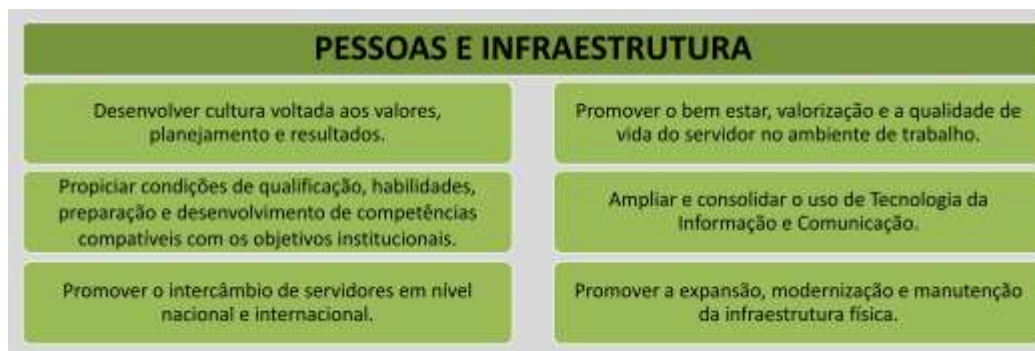 PESSOAS E INFRAESTRUTURA
Desenvolver cultura voltada aos valores,
planejamento e resultados.
Promover o bem estar, valorização e a qualidade de
vida do servidor no ambiente de trabalho.
Propiciar condições de qualificação, habilidades,
preparação e desenvolvimento de competências
compatíveis com os objetivos institucionais.
Ampliar e consolidar o uso de Tecnologia da
Informação e Comunicação.
Promover o intercâmbio de servidores em nível
nacional e internacional.
Promover a expansão, modernização e manutenção
da infraestrutura física.